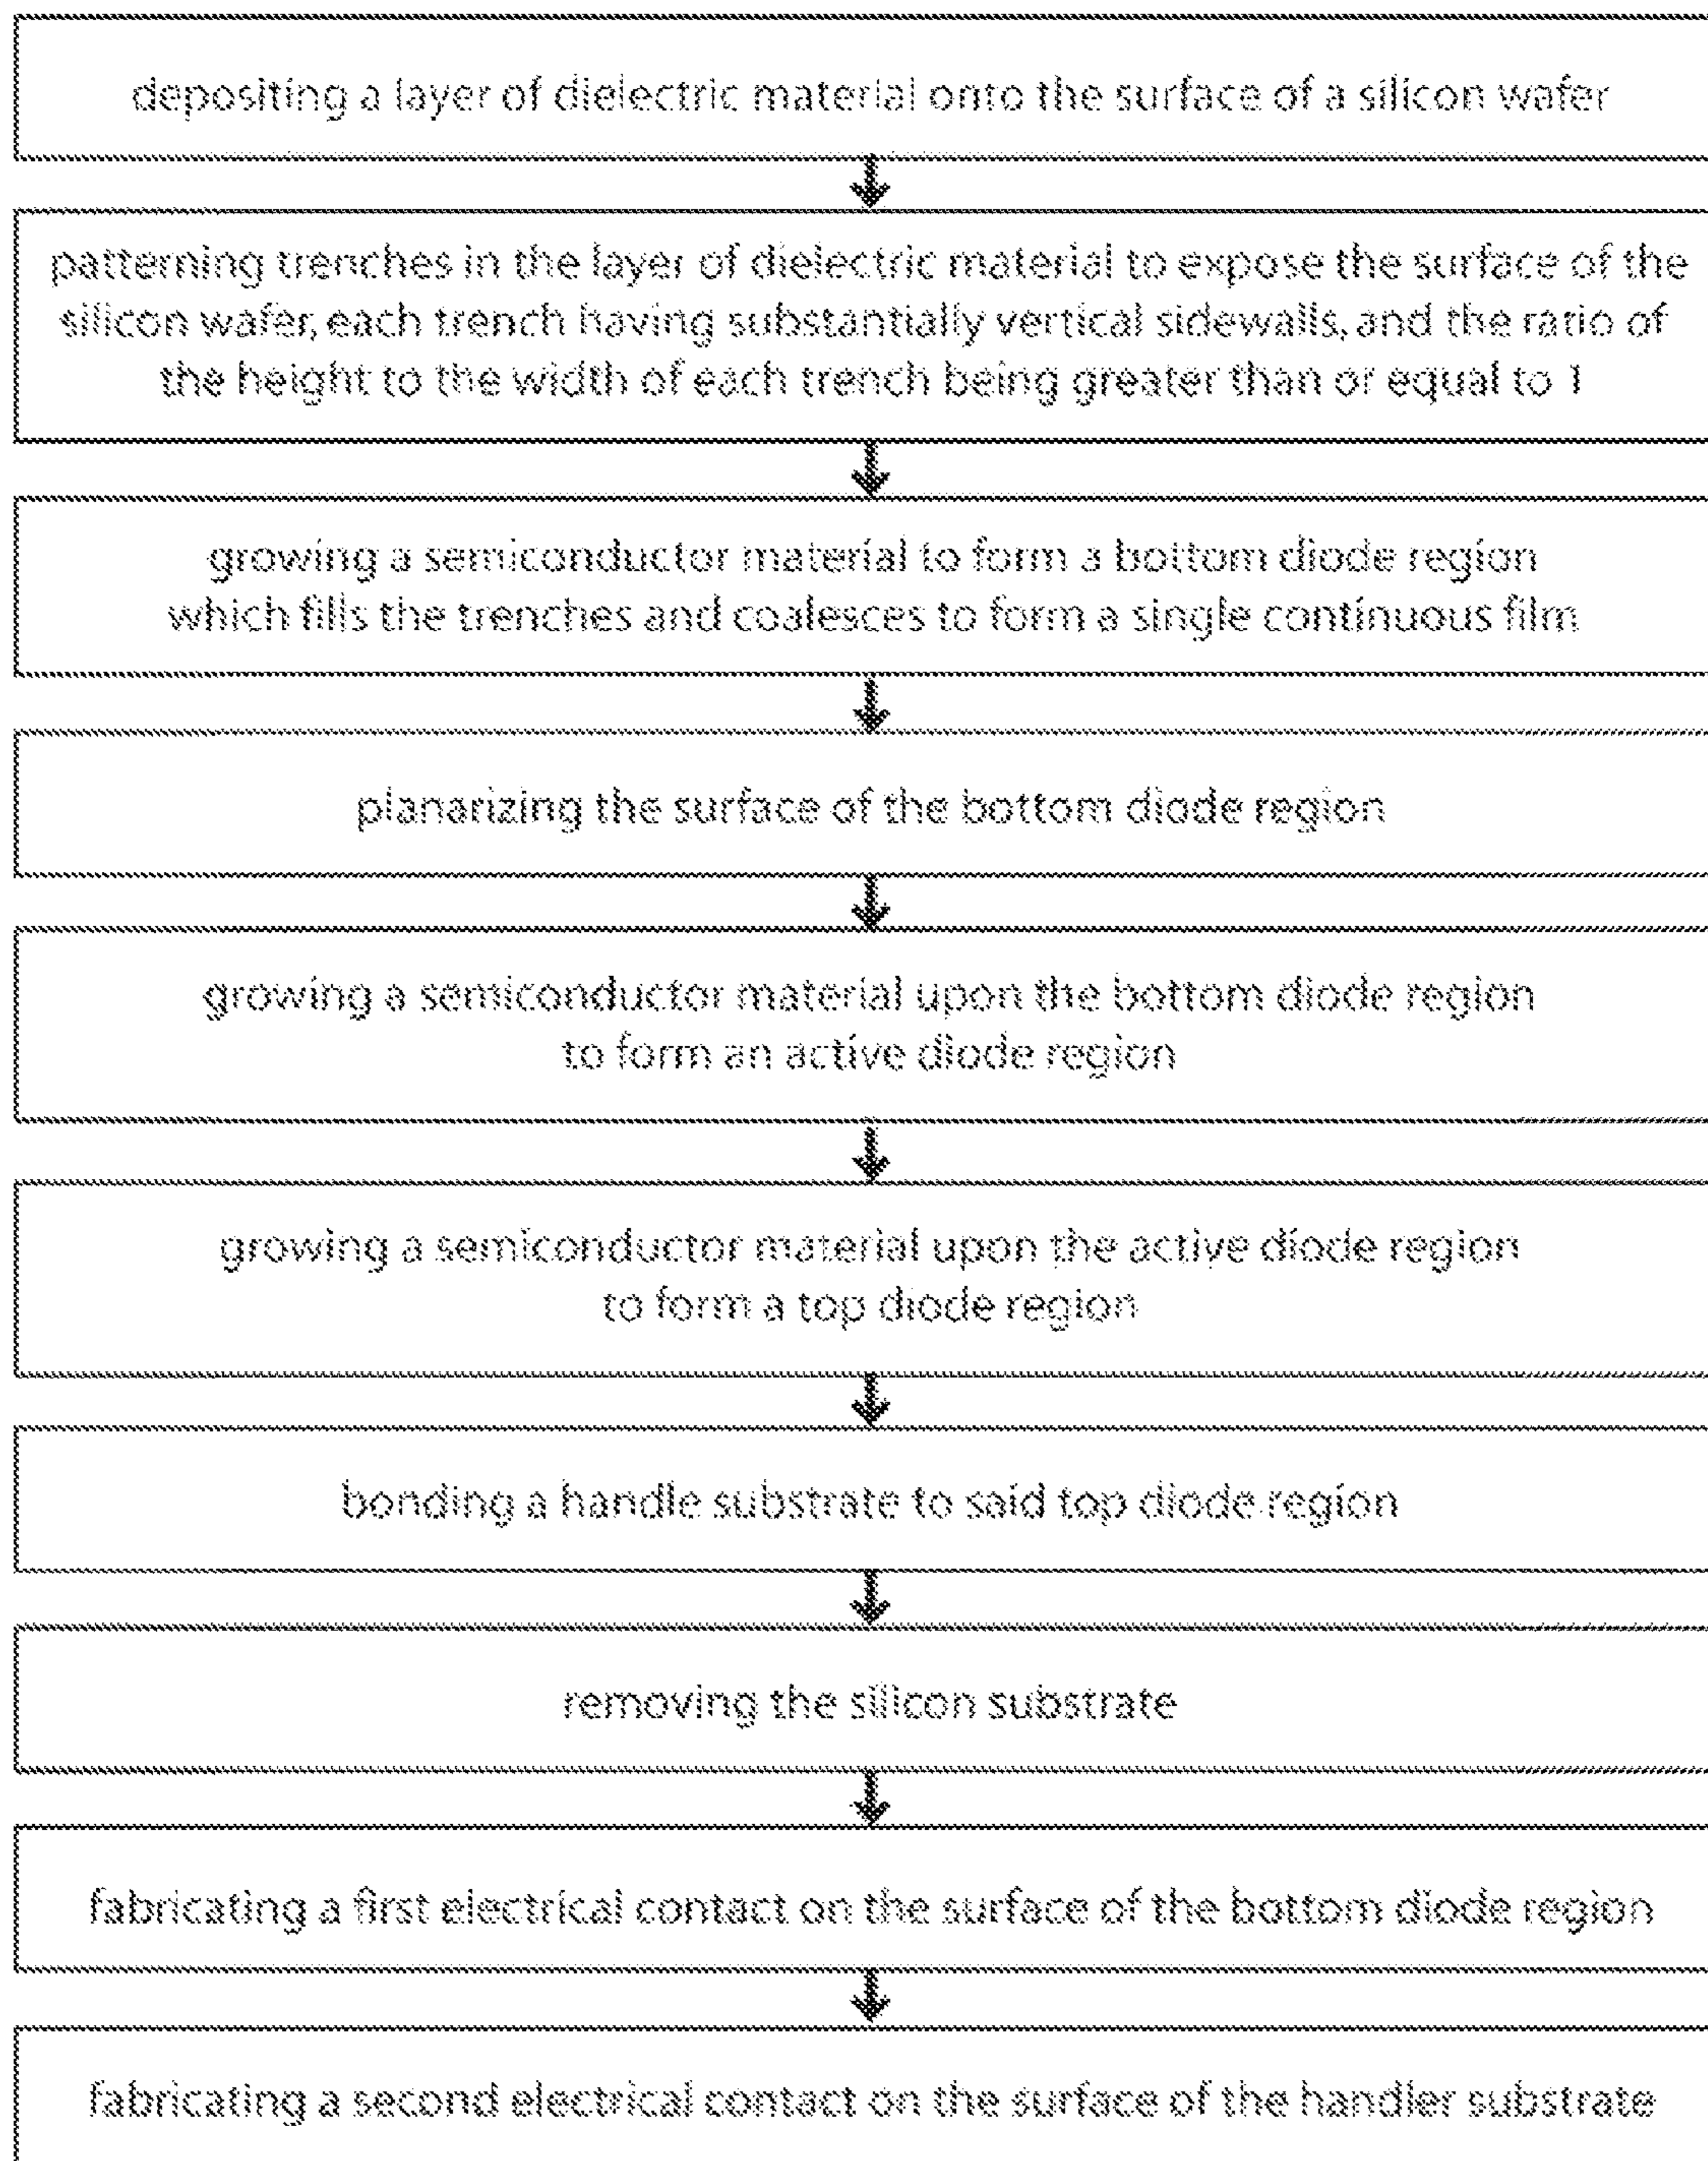 depositing a layer of dielectric material onto the surface of a silicon wafer
patterning trenches in the layer of dielectric material to expose the surface of the
silicon wafer, each trench having substantially vertical sidewalls, and the ratio of
the height to the width of each trench being greater than or equal to 1
growing a semiconductor material to form a bottom diode region
which fills the trenches and coalesces to form a single continuous film
planarizing the surface of the bottom diode region
growing a semiconductor material upon the bottom diode region
to form an active diode region
growing a semiconductor material upon the active diode region
to form a top diode region
bonding a handle substrate to said top diode region
removing the silicon substrate
fabricating a first electrical contact on the surface of the bottom diode region
fabricating a second electrical contact on the surface of the handler substrate